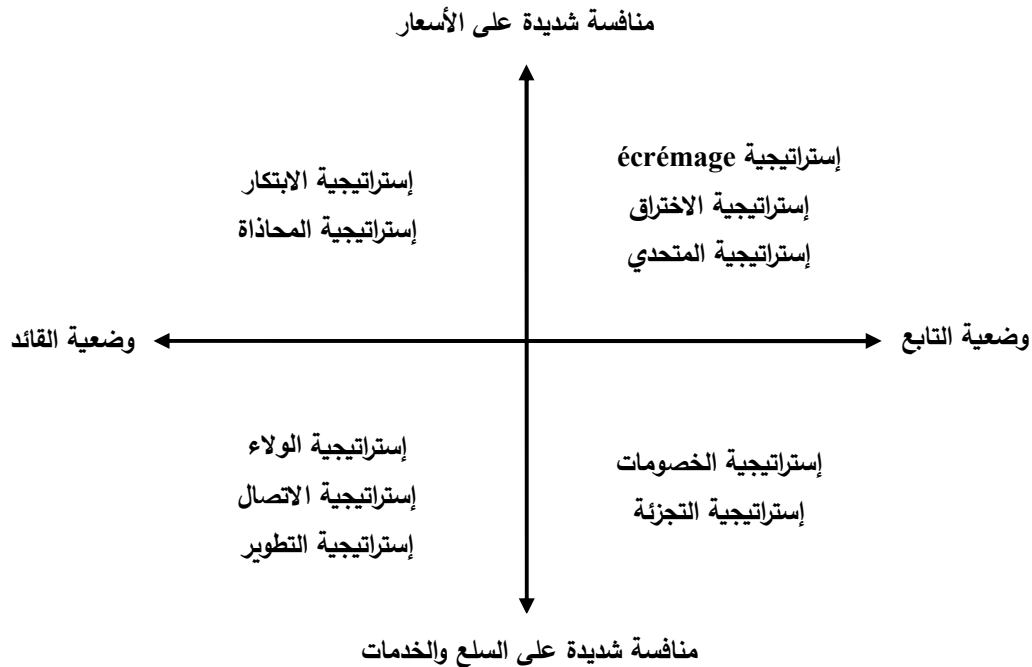 منافسة شديدة على الأسعار
إستراتيجية écrémage
إستراتيجية الاختراق
إستراتيجية المتحدي
إستراتيجية الابتكار
إستراتيجية المحاذاة
وضعية التابع
وضعية القائد
إستراتيجية الخصومات
إستراتيجية التجزئة
إستراتيجية الولاء
إستراتيجية الاتصال
إستراتيجية التطوير
منافسة شديدة على السلع والخدمات